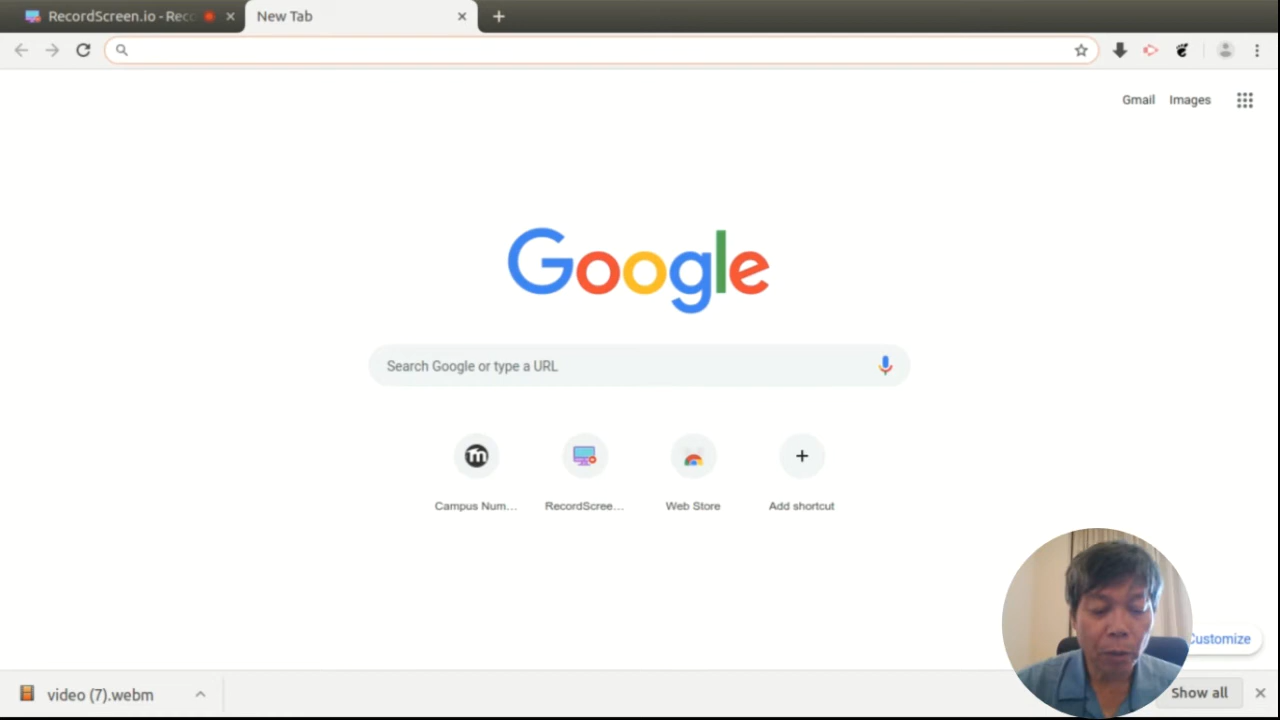 RecordScreen.io - Reco
New Tab
Gmail
Images
Google
Search Google or type a URL
Campus Num...
RecordScree...
Web Store
Add shortcut
Customize
video (7).webm
Show all